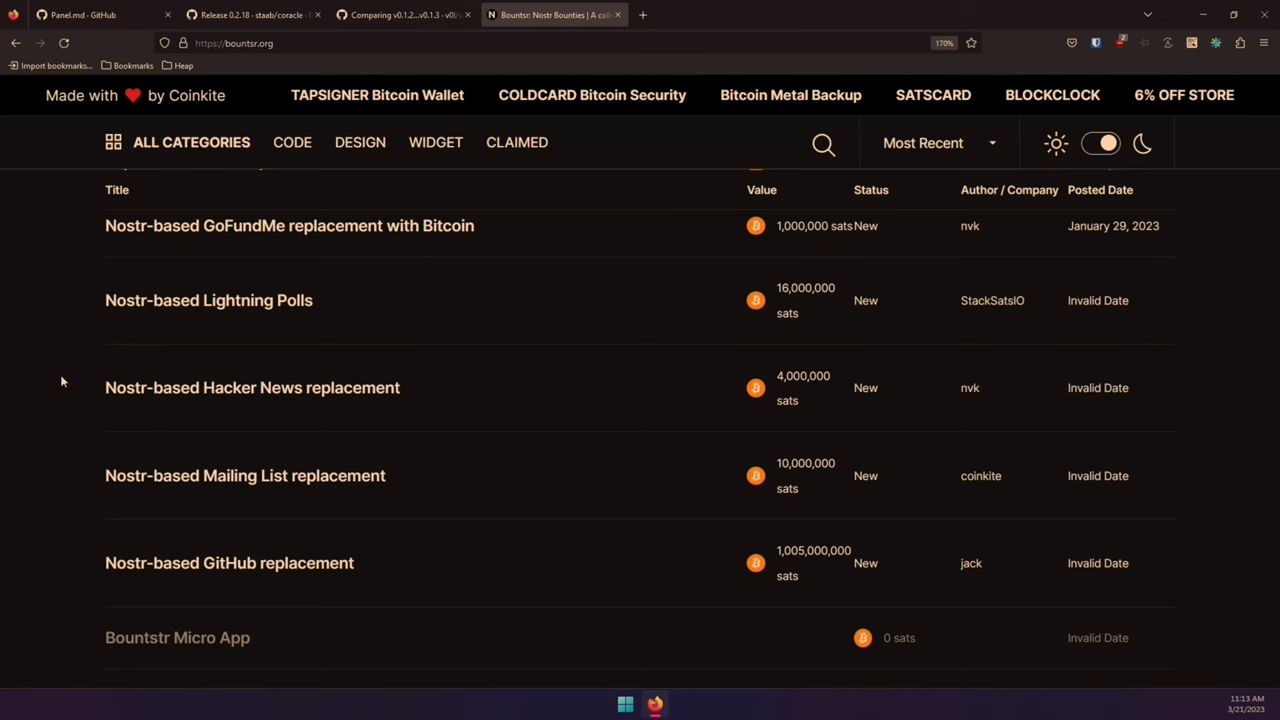 Panel.md · GitHub
Release 0.2.18 · staab/coracle ·
Comparing v0.1.2...v0.1.3 · v0l/s
Bountsr: Nostr Bounties | A coll
https://bountsr.org
170%
2
Import bookmarks...
Bookmarks
Heap
Made with by Coinkite
TAPSIGNER Bitcoin Wallet
COLDCARD Bitcoin Security
Bitcoin Metal Backup
SATSCARD
BLOCKCLOCK
6% OFF STORE
ALL CATEGORIES
CODE
DESIGN
WIDGET
CLAIMED
Most Recent
Title Value Status Author / Company Posted Date
Nostr-based GoFundMe replacement with Bitcoin 1,000,000 sats New nvk January 29, 2023
Nostr-based Lightning Polls 16,000,000 sats New StackSatsIO Invalid Date
Nostr-based Hacker News replacement 4,000,000 sats New nvk Invalid Date
Nostr-based Mailing List replacement 10,000,000 sats New coinkite Invalid Date
Nostr-based GitHub replacement 1,005,000,000 sats New jack Invalid Date
Bountstr Micro App 0 sats Invalid Date
11:13 AM
3/21/2023